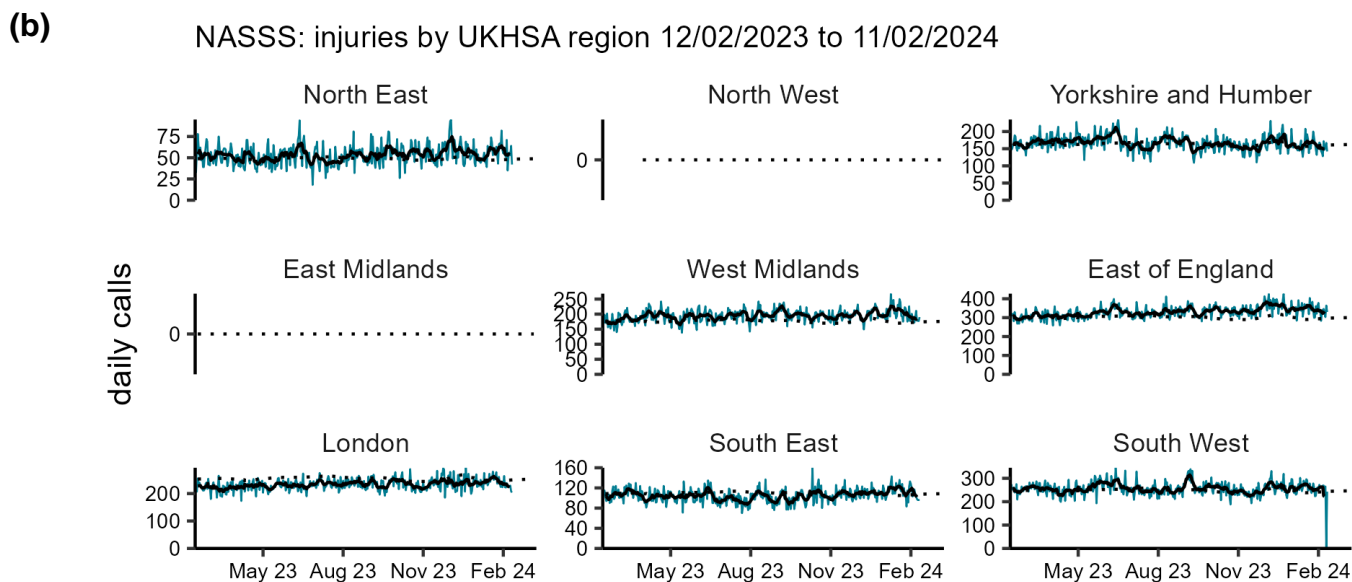 (b)
NASSS: injuries by UKHSA region 12/02/2023 to 11/02/2024
daily calls
North East
75
50
25
0
North West
0
Yorkshire and Humber
200
150
100
50
0
East Midlands
0
West Midlands
250
200
150
100
50
0
East of England
400
300
200
100
0
London
200
100
0
May 23 Aug 23 Nov 23 Feb 24
South East
160
120
80
40
0
May 23 Aug 23 Nov 23 Feb 24
South West
300
200
100
0
May 23 Aug 23 Nov 23 Feb 24